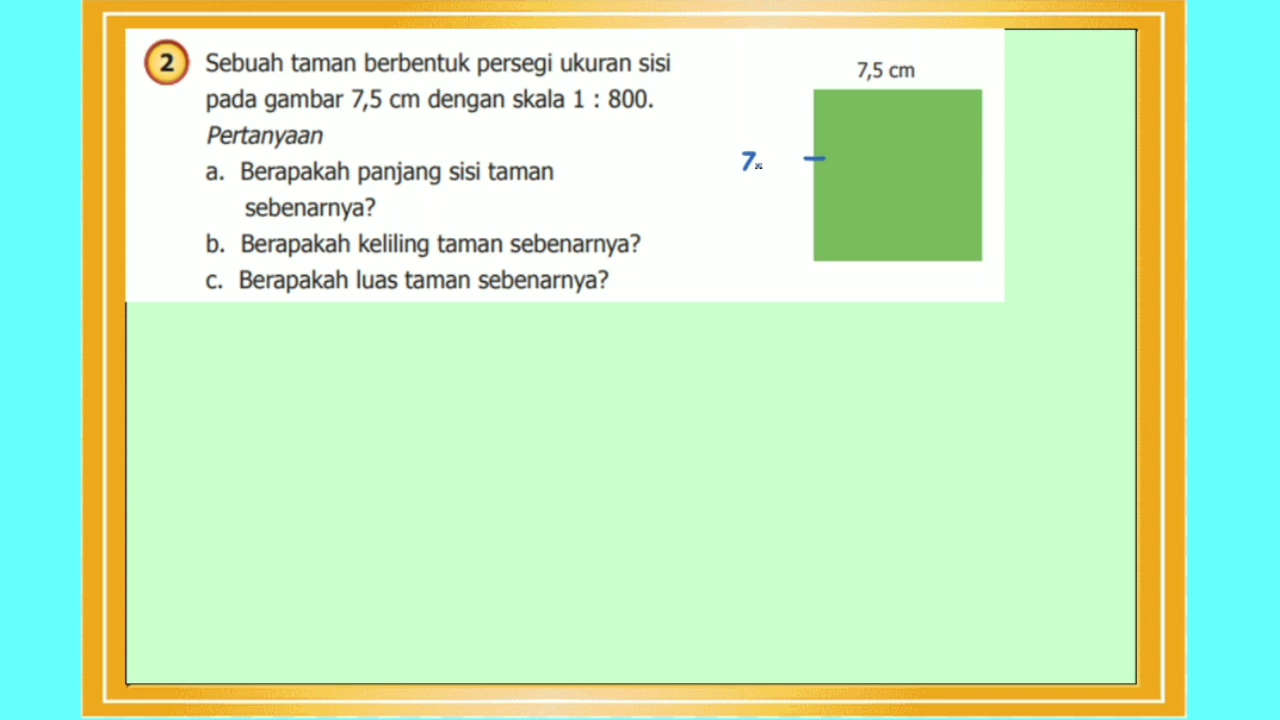 2
Sebuah taman berbentuk persegi ukuran sisi
pada gambar 7,5 cm dengan skala 1 : 800.
Pertanyaan
a. Berapakah panjang sisi taman
sebenarnya?
b. Berapakah keliling taman sebenarnya?
c. Berapakah luas taman sebenarnya?
7,5 cm
7